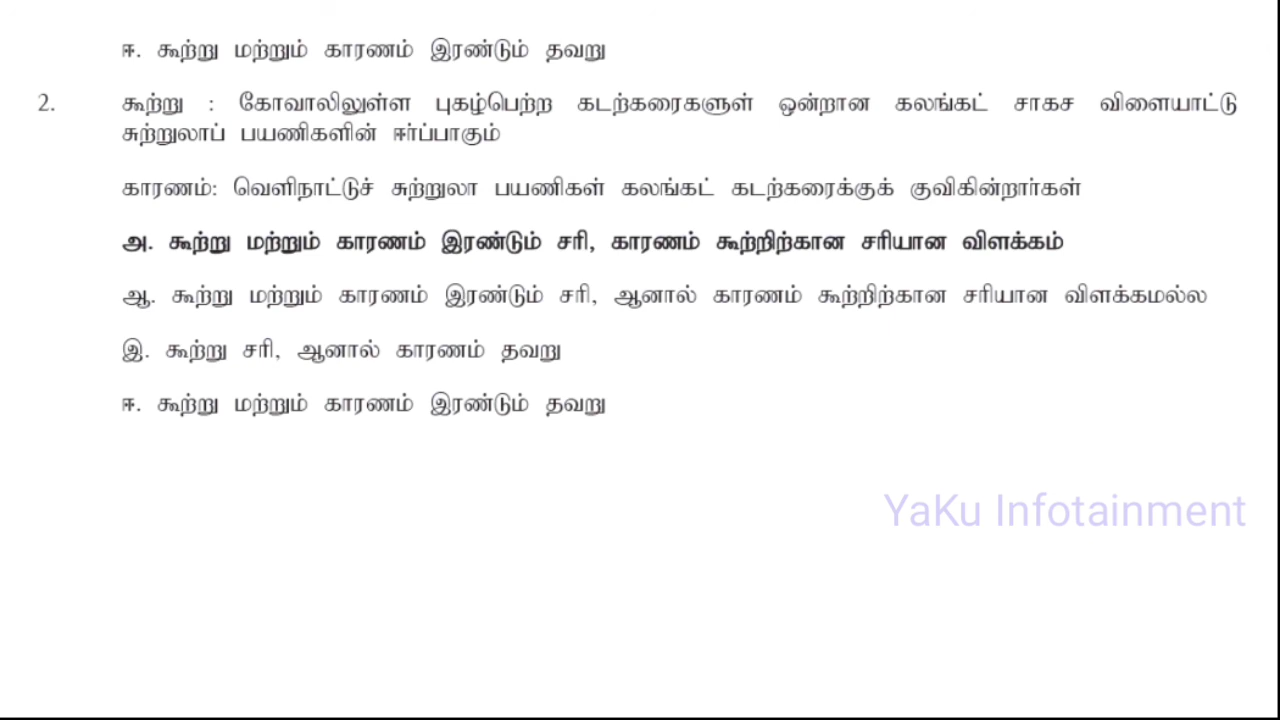 ஈ. கூற்று மற்றும் காரணம் இரண்டும் தவறு
2. கூற்று : கோவாலிலுள்ள புகழ்பெற்ற கடற்கரைகளுள் ஒன்றான கலங்கட் சாகச விளையாட்டு
சுற்றுலாப் பயணிகளின் ஈர்ப்பாகும்
காரணம்: வெளிநாட்டுச் சுற்றுலா பயணிகள் கலங்கட் கடற்கரைக்குக் குவிகின்றார்கள்
அ. கூற்று மற்றும் காரணம் இரண்டும் சரி, காரணம் கூற்றிற்கான சரியான விளக்கம்
ஆ. கூற்று மற்றும் காரணம் இரண்டும் சரி, ஆனால் காரணம் கூற்றிற்கான சரியான விளக்கமல்ல
இ. கூற்று சரி, ஆனால் காரணம் தவறு
ஈ. கூற்று மற்றும் காரணம் இரண்டும் தவறு
YaKu Infotainment